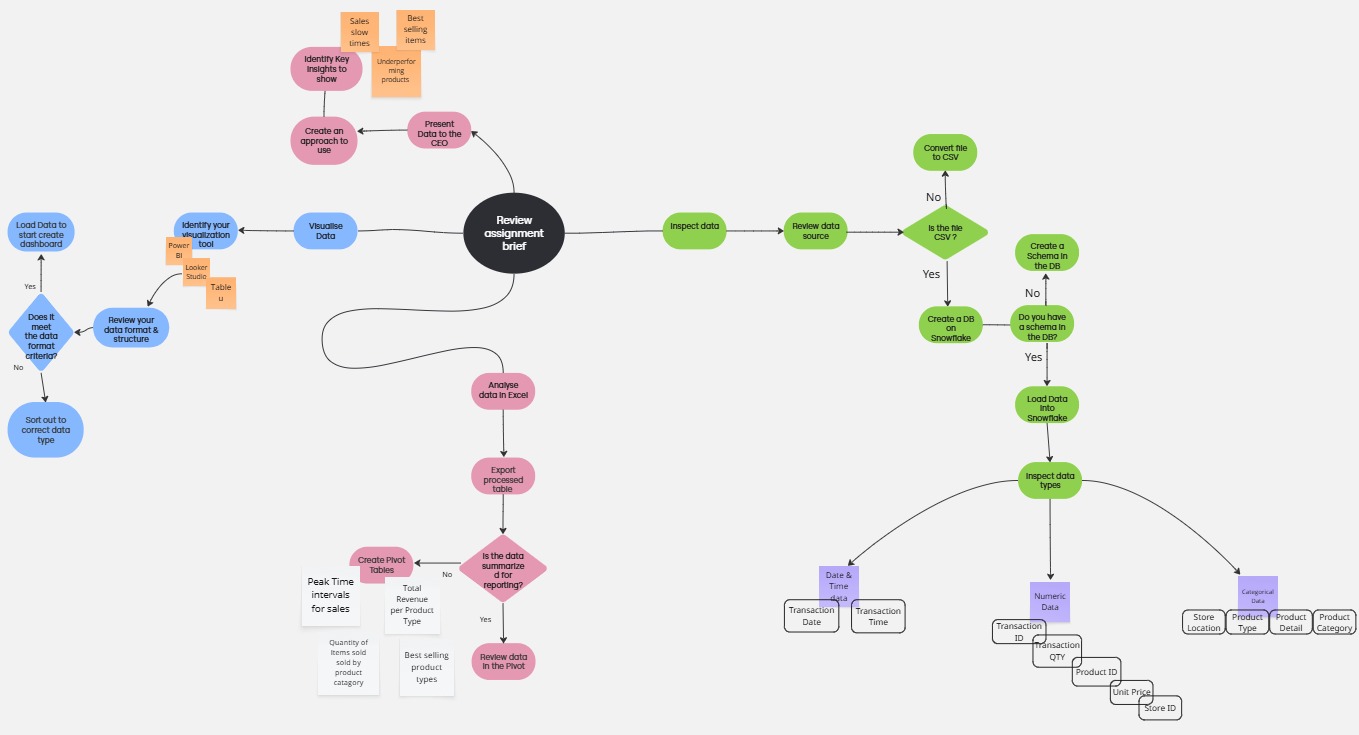 Sales
slow
times
Best
selling
items
Identify Key
Insights to
show
Underperfor
ming
products
Create an
approach to
use
Present
Data to the
CEO
Review
assignment
brief
Visualise
Data
Identify your
visualization
tool
Power
BI
Looker
Studio
Table
u
Load Data to
start create
dashboard
Yes
Does it
meet
the data
format
criteria?
No
Review your
data format &
structure
Sort out to
correct data
type
Inspect data
Review data
source
Is the file
CSV ?
No
Convert file
to CSV
Yes
Create a DB
on
Snowflake
Do you have
a schema in
the DB?
No
Create a
Schema in
the DB
Yes
Load Data
Into
Snowflake
Inspect data
types
Date &
Time
data
Transaction
Date
Transaction
Time
Numeric
Data
Transaction
ID
Transaction
QTY
Product ID
Unit Price
Store ID
Categorical
Data
Store
Location
Product
Type
Product
Detail
Product
Category
Analyse
data in Excel
Export
processed
table
Is the data
summarize
d for
reporting?
No
Create Pivot
Tables
Peak Time
intervals
for sales
Total
Revenue
per Product
Type
Quantity of
Items sold
sold by
product
catagory
Best selling
product
types
Yes
Review data
in the Pivot